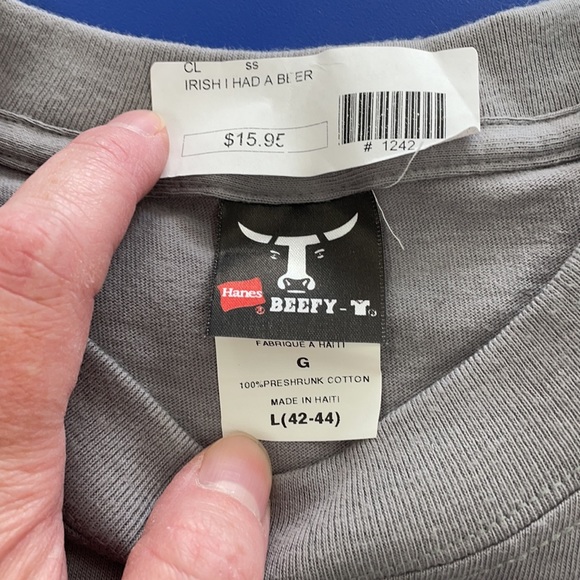 CL SS
IRISH I HAD A BEER
$15.95
# 1242
Hanes ®
BEEFY-T®
FABRIQUE A HAITI
G
100%PRESHRUNK COTTON
MADE IN HAITI
L(42-44)